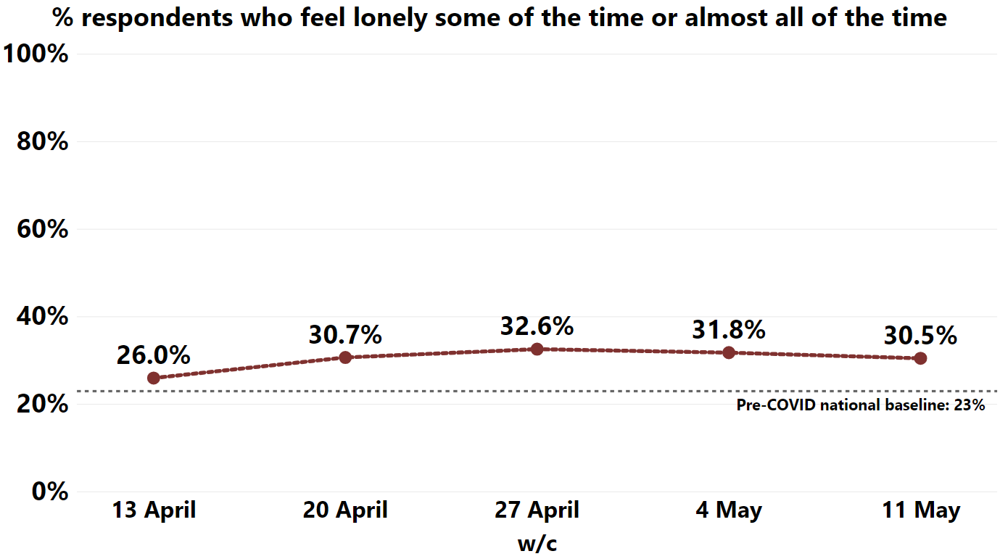 % respondents who feel lonely some of the time or almost all of the time
100%
80%
60%
40%
20%
0%
26.0%
30.7%
32.6%
31.8%
30.5%
Pre-COVID national baseline: 23%
13 April
20 April
27 April
4 May
11 May
w/c